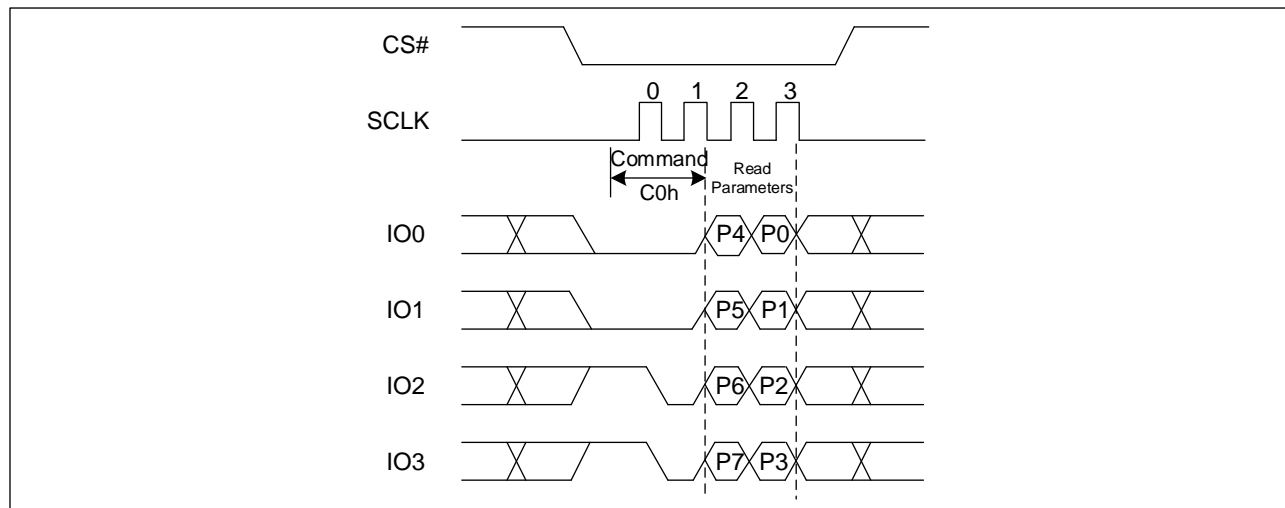 CS#
0 1 2 3
SCLK
Command
Read
Parameters
C0h
IO0
P4 P0
IO1
P5 P1
IO2
P6 P2
IO3
P7 P3